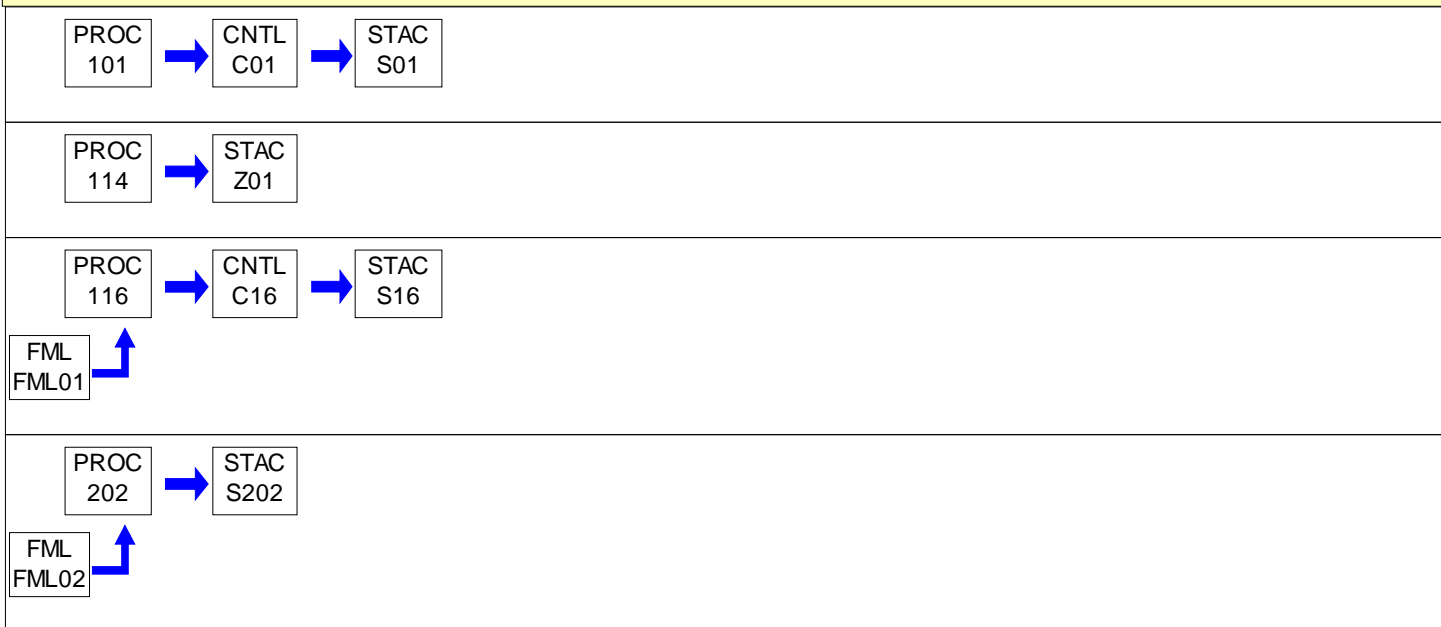 PROC
101
CNTL
C01
STAC
S01
PROC
114
STAC
Z01
PROC
116
CNTL
C16
STAC
S16
FML
FML01
PROC
202
STAC
S202
FML
FML02